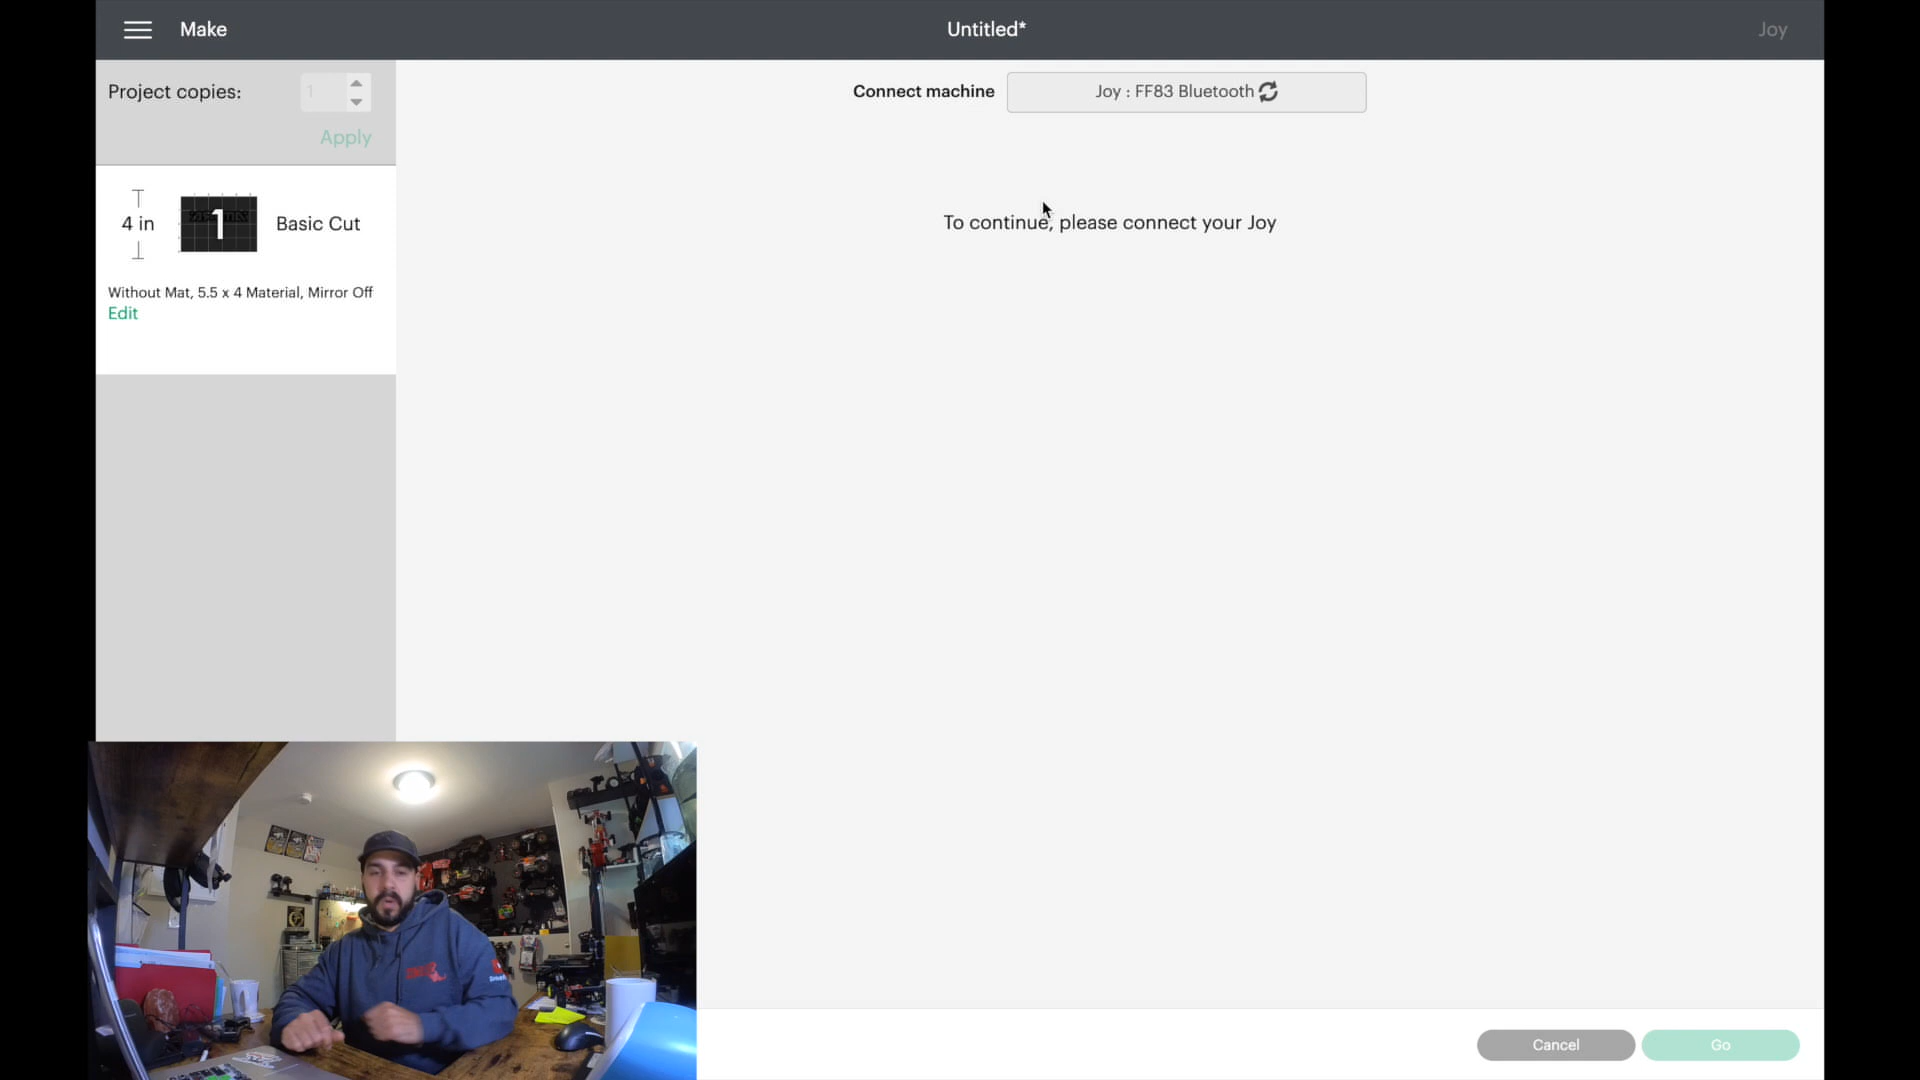 Make
Untitled*
Joy
Project copies:
1
Apply
Connect machine
Joy : FF83 Bluetooth
4 in
1
Basic Cut
Without Mat, 5.5 x 4 Material, Mirror Off
Edit
To continue, please connect your Joy
Cancel
Go